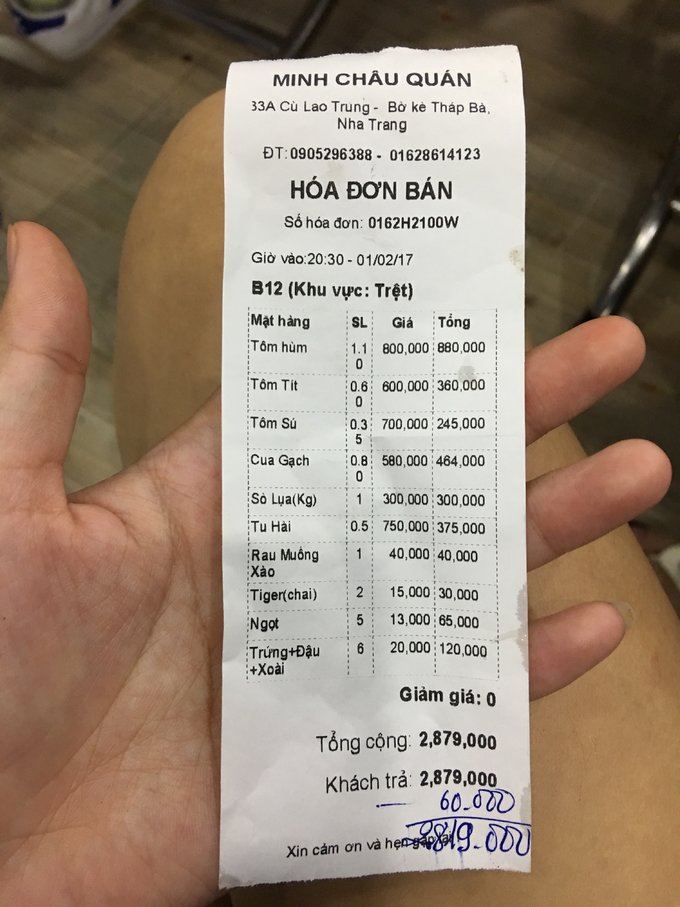 MINH CHÂU QUÁN
33A Cù Lao Trung - Bờ kè Tháp Bà,
Nha Trang
ĐT: 0905296388 - 01628614123
HÓA ĐƠN BÁN
Số hóa đơn: 0162H2100W
Giờ vào:20:30 - 01/02/17
B12 (Khu vực: Trệt)
Mặt hàng SL Giá Tổng
Tôm hùm 1.10 800,000 880,000
Tôm Tít 0.60 600,000 360,000
Tôm Sú 0.35 700,000 245,000
Cua Gạch 0.80 580,000 464,000
Sò Lụa(Kg) 1 300,000 300,000
Tu Hài 0.5 750,000 375,000
Rau Muông 1 40,000 40,000
Xào
Tiger(chai) 2 15,000 30,000
Ngọt 5 13,000 65,000
Trứng+Đậu 6 20,000 120,000
+Xoài
Giảm giá: 0
Tổng cộng: 2,879,000
Khách trả: 2,879,000
— 60.000
2819.000
Xin cảm ơn và hẹn gặp lại